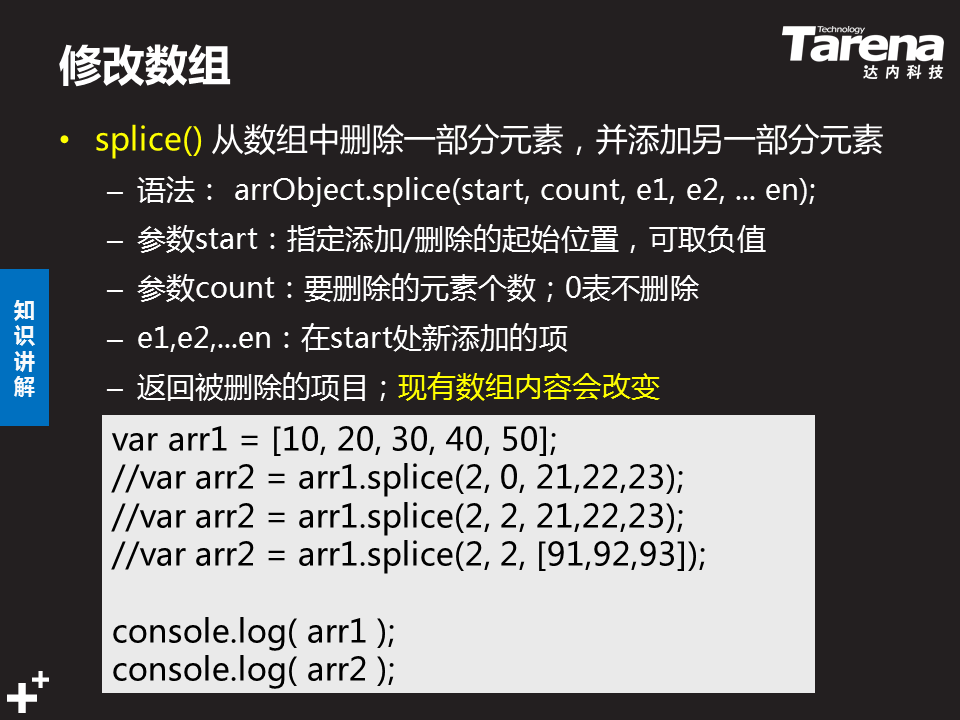 修改数组
Technology
Tarena
达内科技
• splice() 从数组中删除一部分元素，并添加另一部分元素
– 语法： arrObject.splice(start, count, e1, e2, ... en);
– 参数start：指定添加/删除的起始位置，可取负值
– 参数count：要删除的元素个数；0表不删除
– e1,e2,...en：在start处新添加的项
– 返回被删除的项目；现有数组内容会改变
知识讲解
var arr1 = [10, 20, 30, 40, 50];
//var arr2 = arr1.splice(2, 0, 21,22,23);
//var arr2 = arr1.splice(2, 2, 21,22,23);
//var arr2 = arr1.splice(2, 2, [91,92,93]);
console.log( arr1 );
console.log( arr2 );